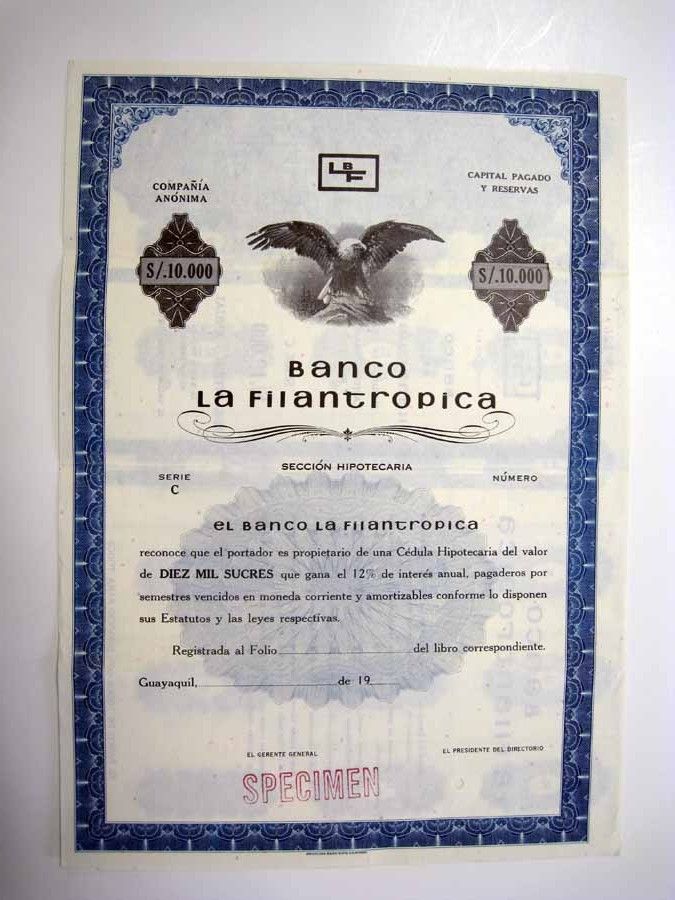 LBF
COMPAÑÍA
ANÓNIMA
CAPITAL PAGADO
Y RESERVAS
S/.10.000
S/.10.000
Banco
La Filantropica
SECCIÓN HIPOTECARIA
SERIE
C
NÚMERO
el Banco La Filantropica
reconoce que el portador es propietario de una Cédula Hipotecaria del valor
de DIEZ MIL SUCRES que gana el 12% de interés anual, pagaderos por
semestres vencidos en moneda corriente y amortizables conforme lo disponen
sus Estatutos y las leyes respectivas.
Registrada al Folio del libro correspondiente.
Guayaquil, de 19
EL GERENTE GENERAL
EL PRESIDENTE DEL DIRECTORIO
SPECIMEN